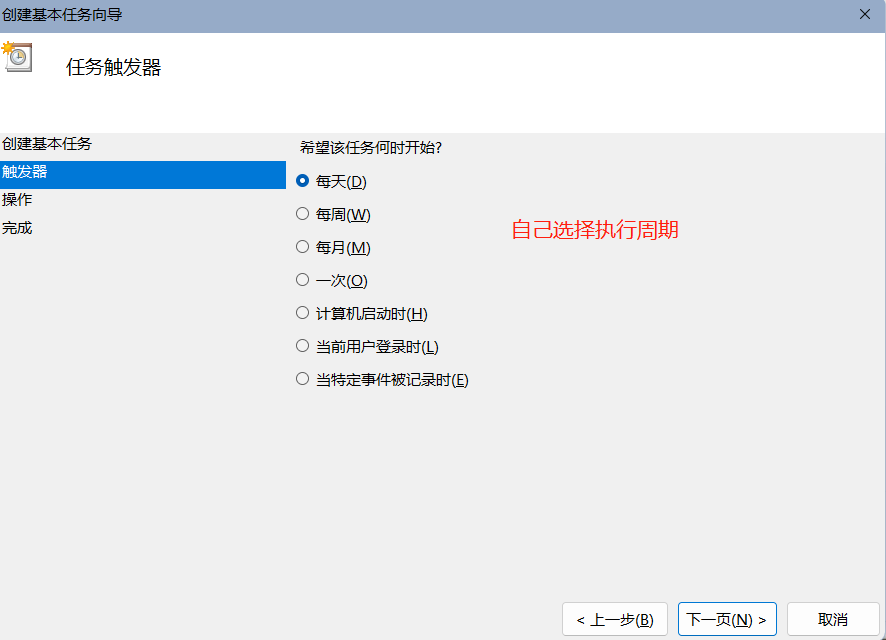 创建基本任务向导
任务触发器
创建基本任务
触发器
操作
完成
希望该任务何时开始?
每天(D)
每周(W)
每月(M)
一次(O)
计算机启动时(H)
当前用户登录时(L)
当特定事件被记录时(E)
自己选择执行周期
< 上一步(B)
下一页(N) >
取消